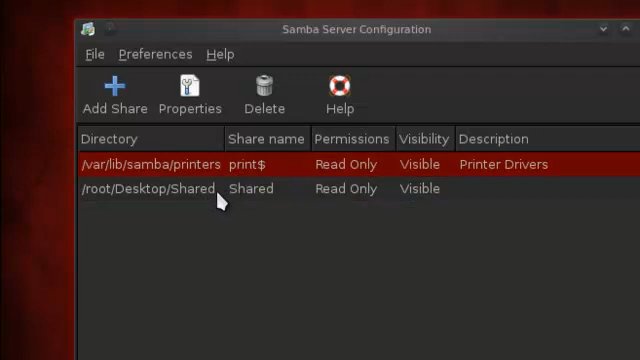 Samba Server Configuration
File Preferences Help
Add Share Properties Delete Help
Directory Share name Permissions Visibility Description
/var/lib/samba/printers print$ Read Only Visible Printer Drivers
/root/Desktop/Shared Shared Read Only Visible